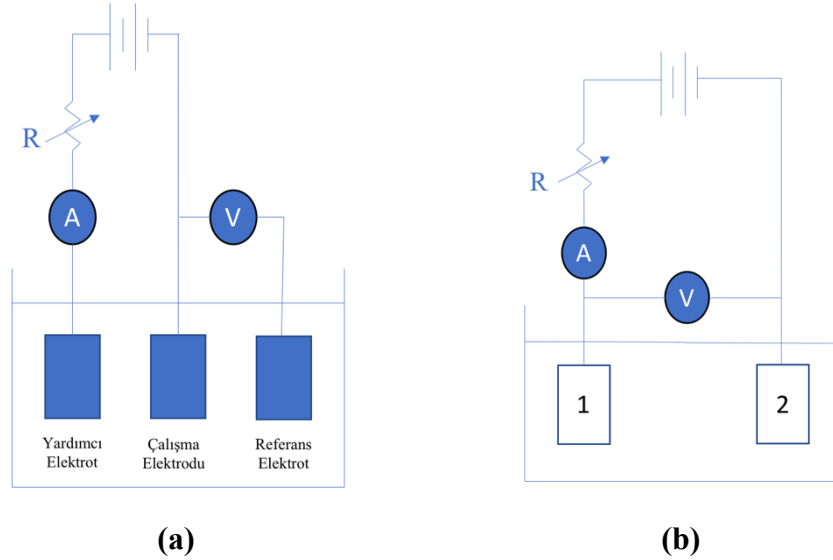 R
A
V
Yardımcı
Elektrot
Çalışma
Elektrodu
Referans
Elektrot
(a)
R
A
V
1
2
(b)